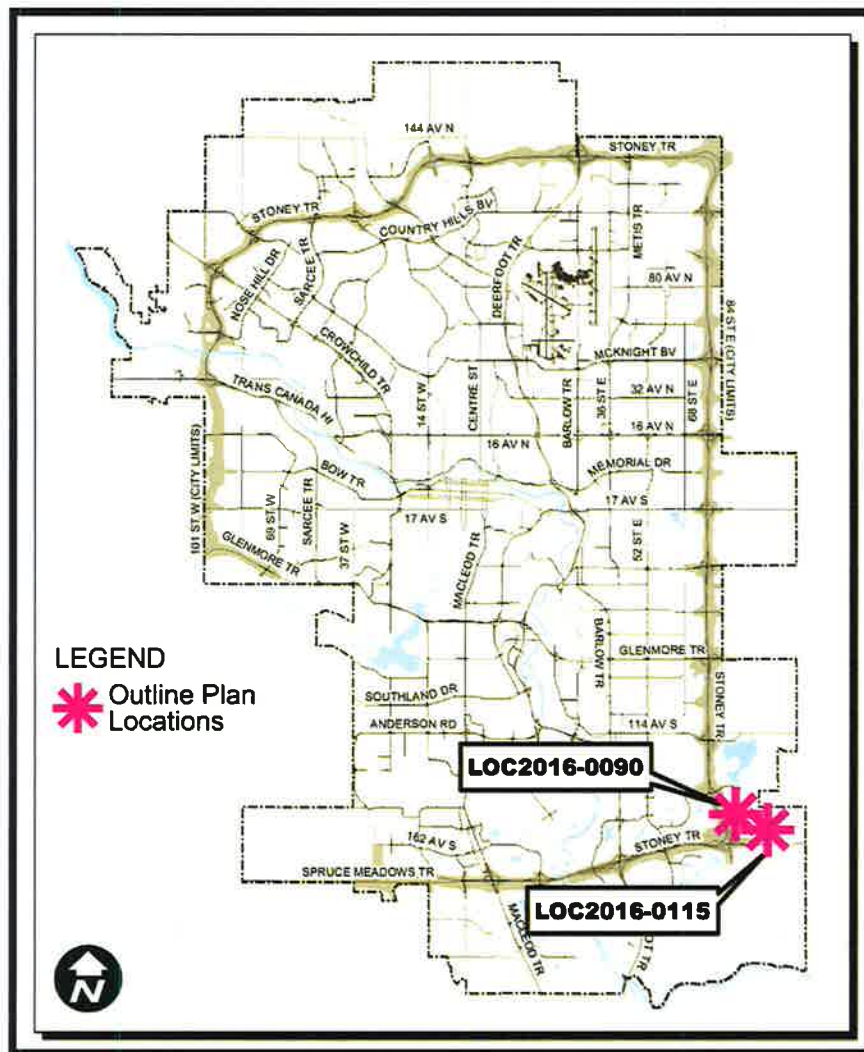 144 AV N
STONEY TR
STONEY TR
COUNTRY HILLS BV
METIS TR
NOSE HILL DR
SARCEE TR
DEERFOOT TR
80 AV N
CROWCHILD TR
84 ST E (CITY LIMITS)
MCKNIGHT BV
TRANS CANADA HI
14 ST W
CENTRE ST
BARLOW TR
36 ST E
32 AV N
68 ST E
16 AV N
16 AV N
101 ST W (CITY LIMITS)
BOW TR
MEMORIAL DR
69 ST W
SARCEE TR
37 ST W
17 AV S
17 AV S
52 ST E
GLENMORE TR
MACLEOD TR
BARLOW TR
GLENMORE TR
LEGEND
Outline Plan
Locations
SOUTHLAND DR
STONEY TR
ANDERSON RD
114 AV S
LOC2016-0090
162 AV S
STONEY TR
SPRUCE MEADOWS TR
LOC2016-0115
MACLEOD TR
OT TR
N